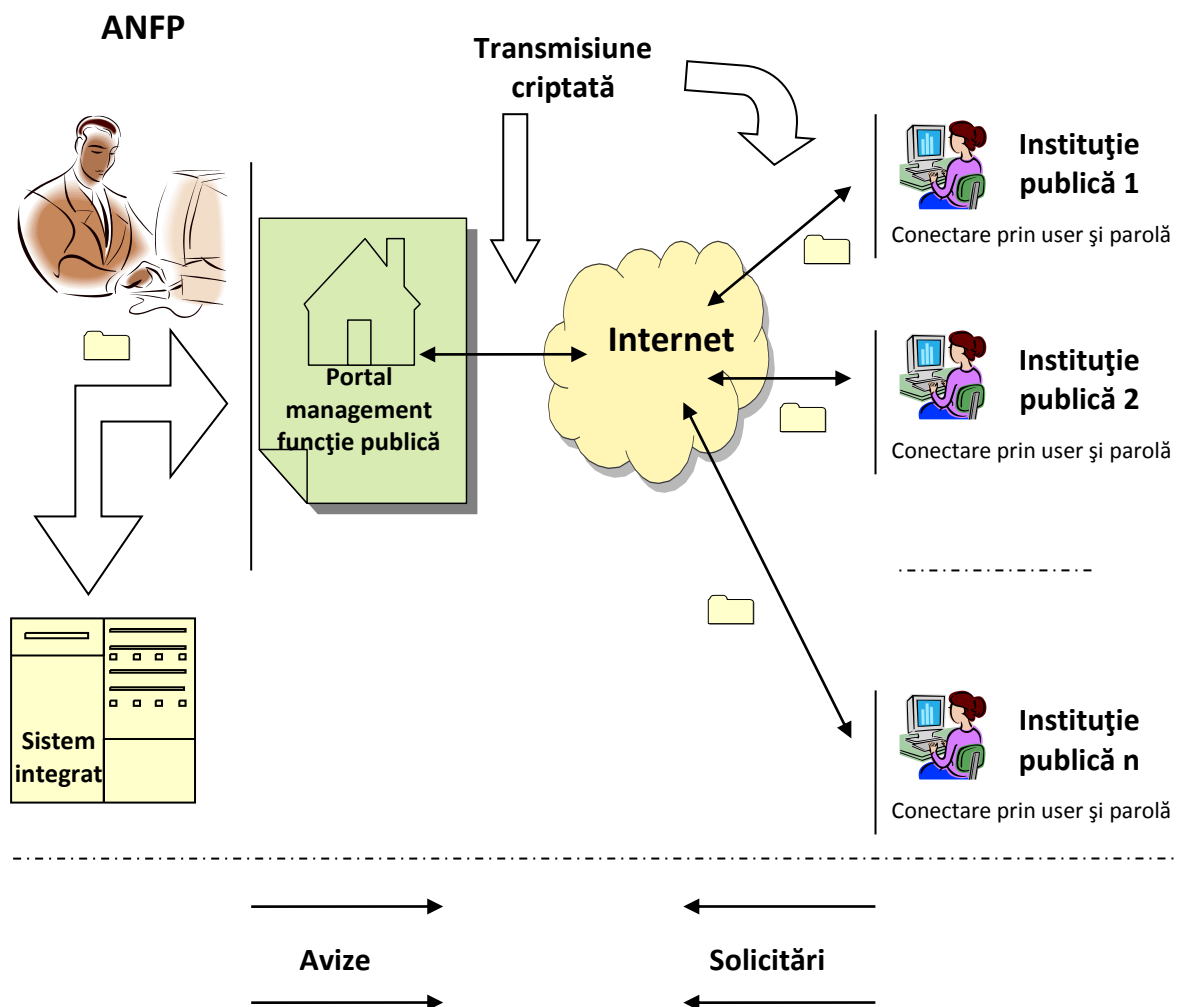 ANFP
Transmisiune
criptată
Instituţie
publică 1
Conectare prin user şi parolă
Internet
Portal
management
funcţie publică
Instituţie
publică 2
Conectare prin user şi parolă
Sistem
integrat
Instituţie
publică n
Conectare prin user şi parolă
Avize
Solicitări